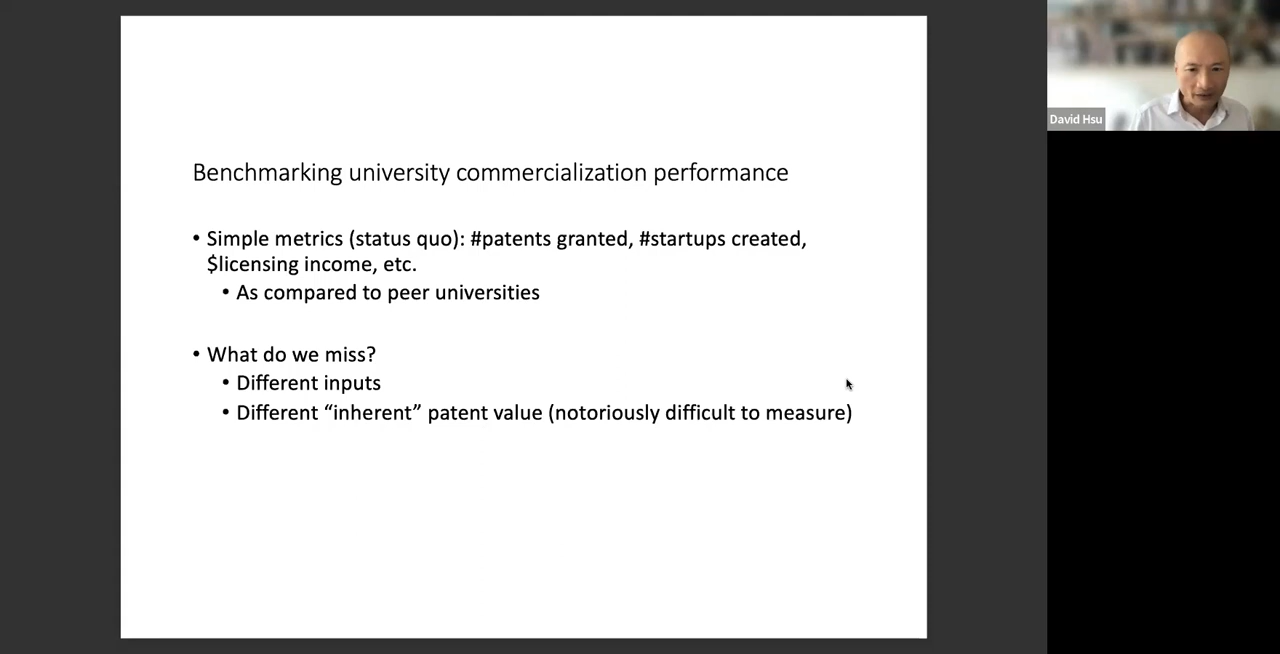 Benchmarking university commercialization performance
• Simple metrics (status quo): #patents granted, #startups created,
$licensing income, etc.
• As compared to peer universities
• What do we miss?
• Different inputs
• Different “inherent” patent value (notoriously difficult to measure)
David Hsu